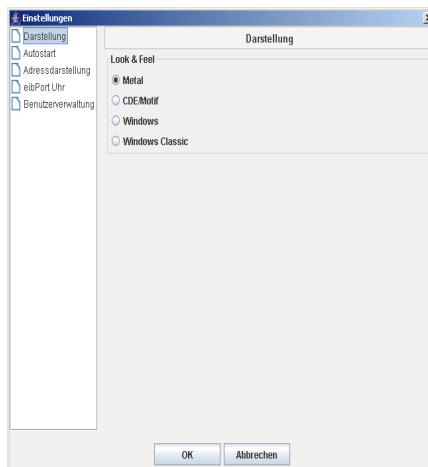 Einstellungen
Darstellung
Autostart
Adressdarstellung
eibPort Uhr
Benutzerverwaltung
Darstellung
Look & Feel
Metal
CDE/Motif
Windows
Windows Classic
OK
Abbrechen